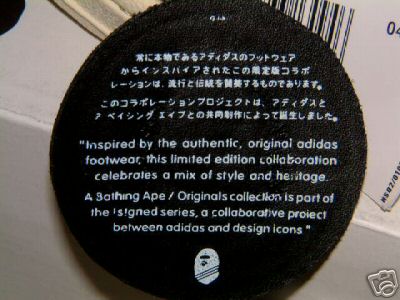 常に本物であるアディダスのフットウェア
からインスパイアされたこの限定版コラボ
レーションは、流行と伝統を讃美するものであります。
このコラボレーションプロジェクトは、アディダスと
ア ベイシング エイプとの共同制作によって誕生しました。
"Inspired by the authentic, original adidas
footwear, this limited edition collaboration
celebrates a mix of style and heritage.
A Bathing Ape / Originals collection is part of
the signed series, a collaborative project
between adidas and design icons"
04